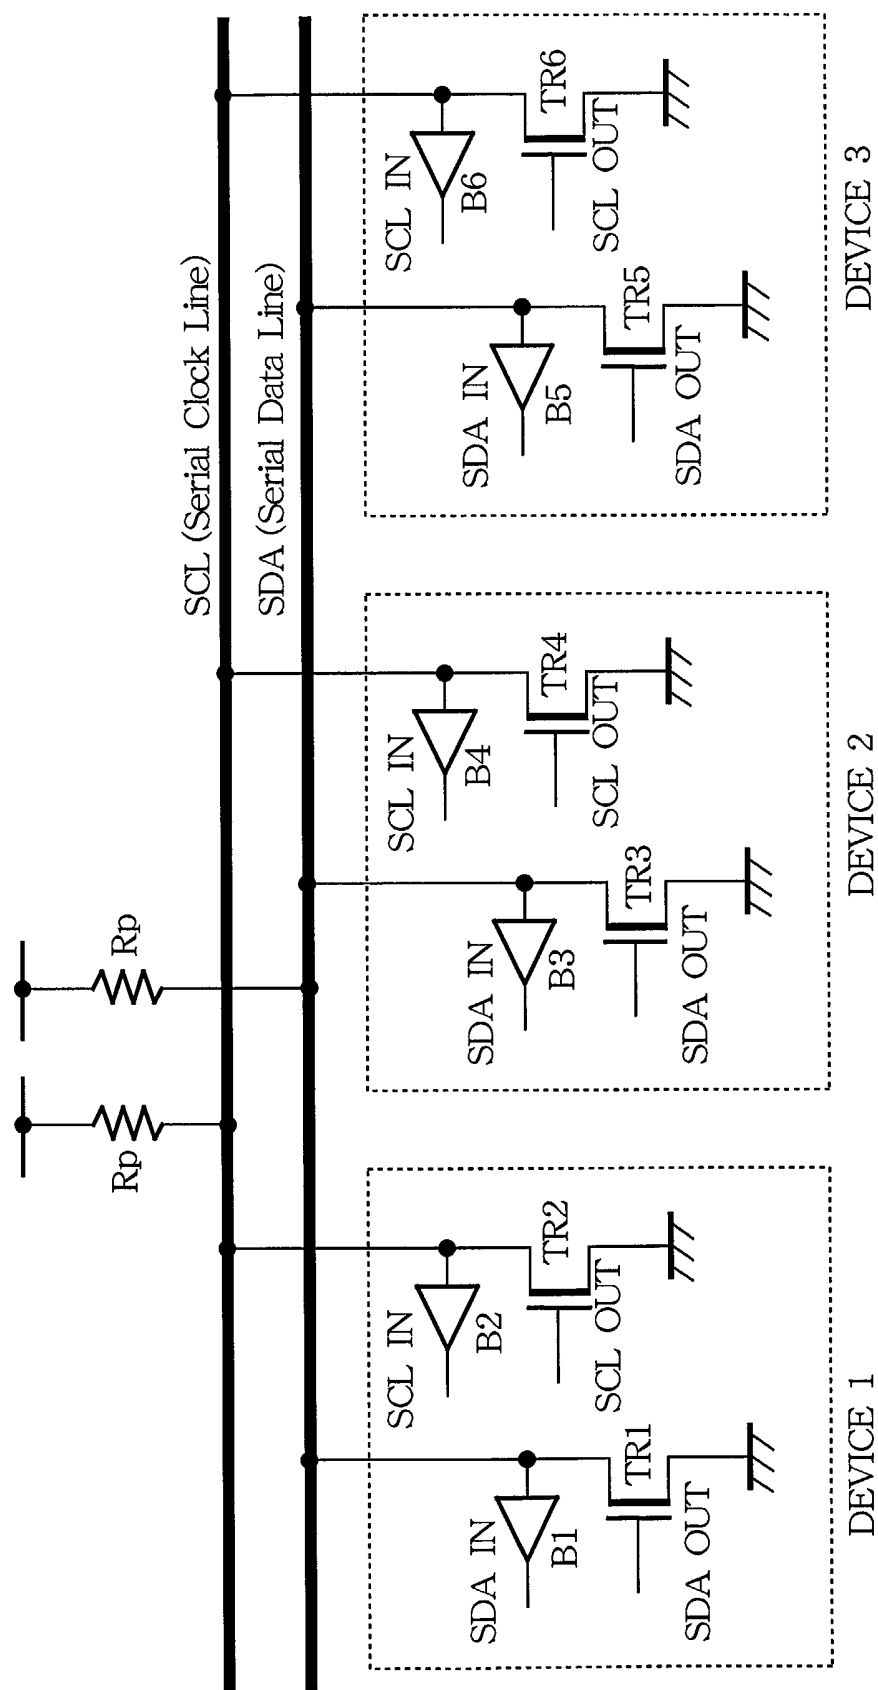 Rp
Rp
SCL (Serial Clock Line)
SDA (Serial Data Line)
SDA IN
B1
TR1
SDA OUT
SCL IN
B2
TR2
SCL OUT
DEVICE 1
SDA IN
B3
TR3
SDA OUT
SCL IN
B4
TR4
SCL OUT
DEVICE 2
SDA IN
B5
TR5
SDA OUT
SCL IN
B6
TR6
SCL OUT
DEVICE 3